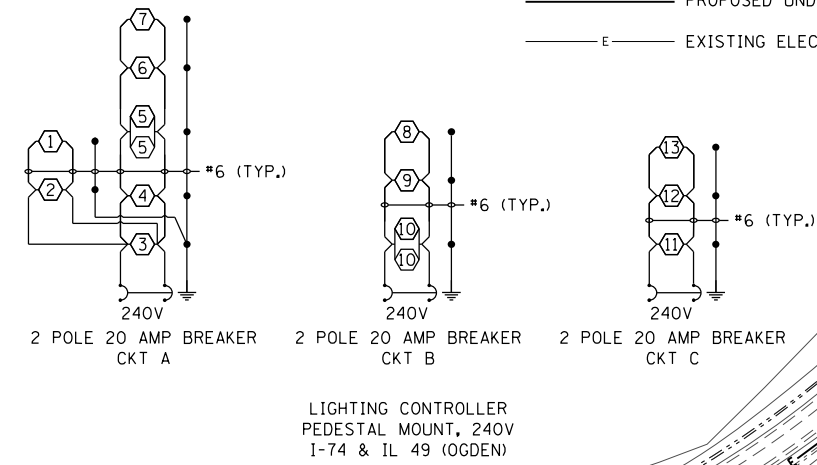 PROPOSED UND
E EXISTING ELEC
7
6
5
5
1
2
4
3
#6 (TYP.)
240V
2 POLE 20 AMP BREAKER
CKT A
8
9
10
10
#6 (TYP.)
240V
2 POLE 20 AMP BREAKER
CKT B
13
12
11
#6 (TYP.)
240V
2 POLE 20 AMP BREAKER
CKT C
LIGHTING CONTROLLER
PEDESTAL MOUNT, 240V
I-74 & IL 49 (OGDEN)